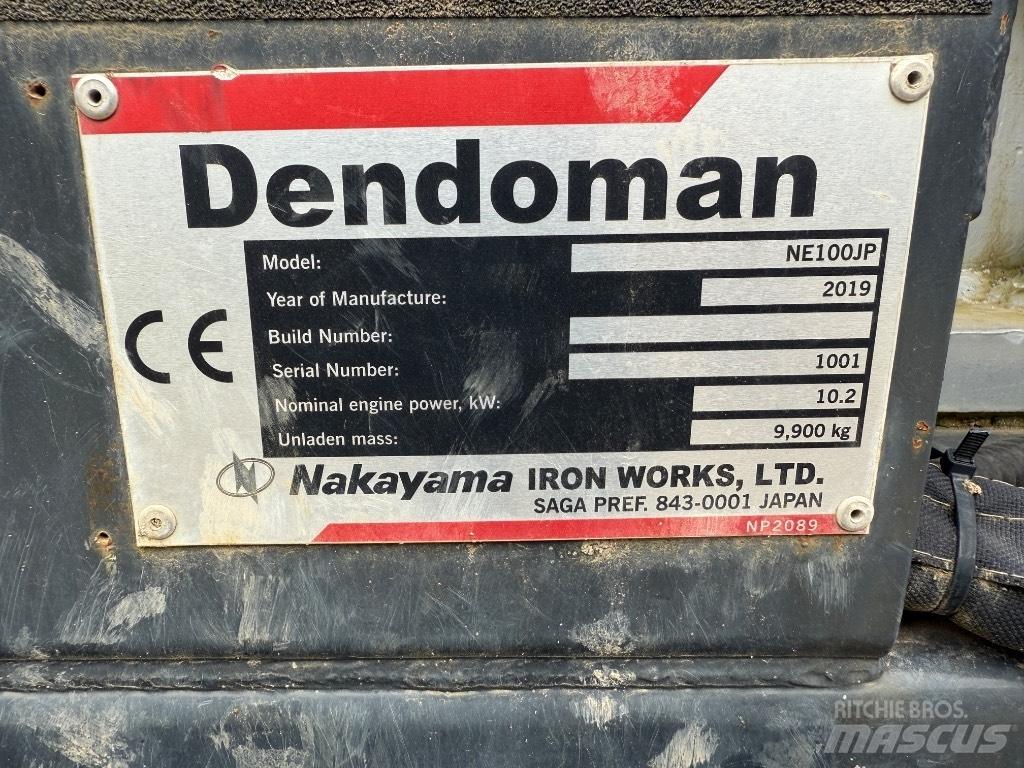 Dendoman
CE
Model: NE100JP
Year of Manufacture: 2019
Build Number:
Serial Number: 1001
Nominal engine power, kW: 10.2
Unladen mass: 9,900 kg
Nakayama IRON WORKS, LTD.
SAGA PREF. 843-0001 JAPAN
NP2089
RITCHIE BROS.
MASCUS